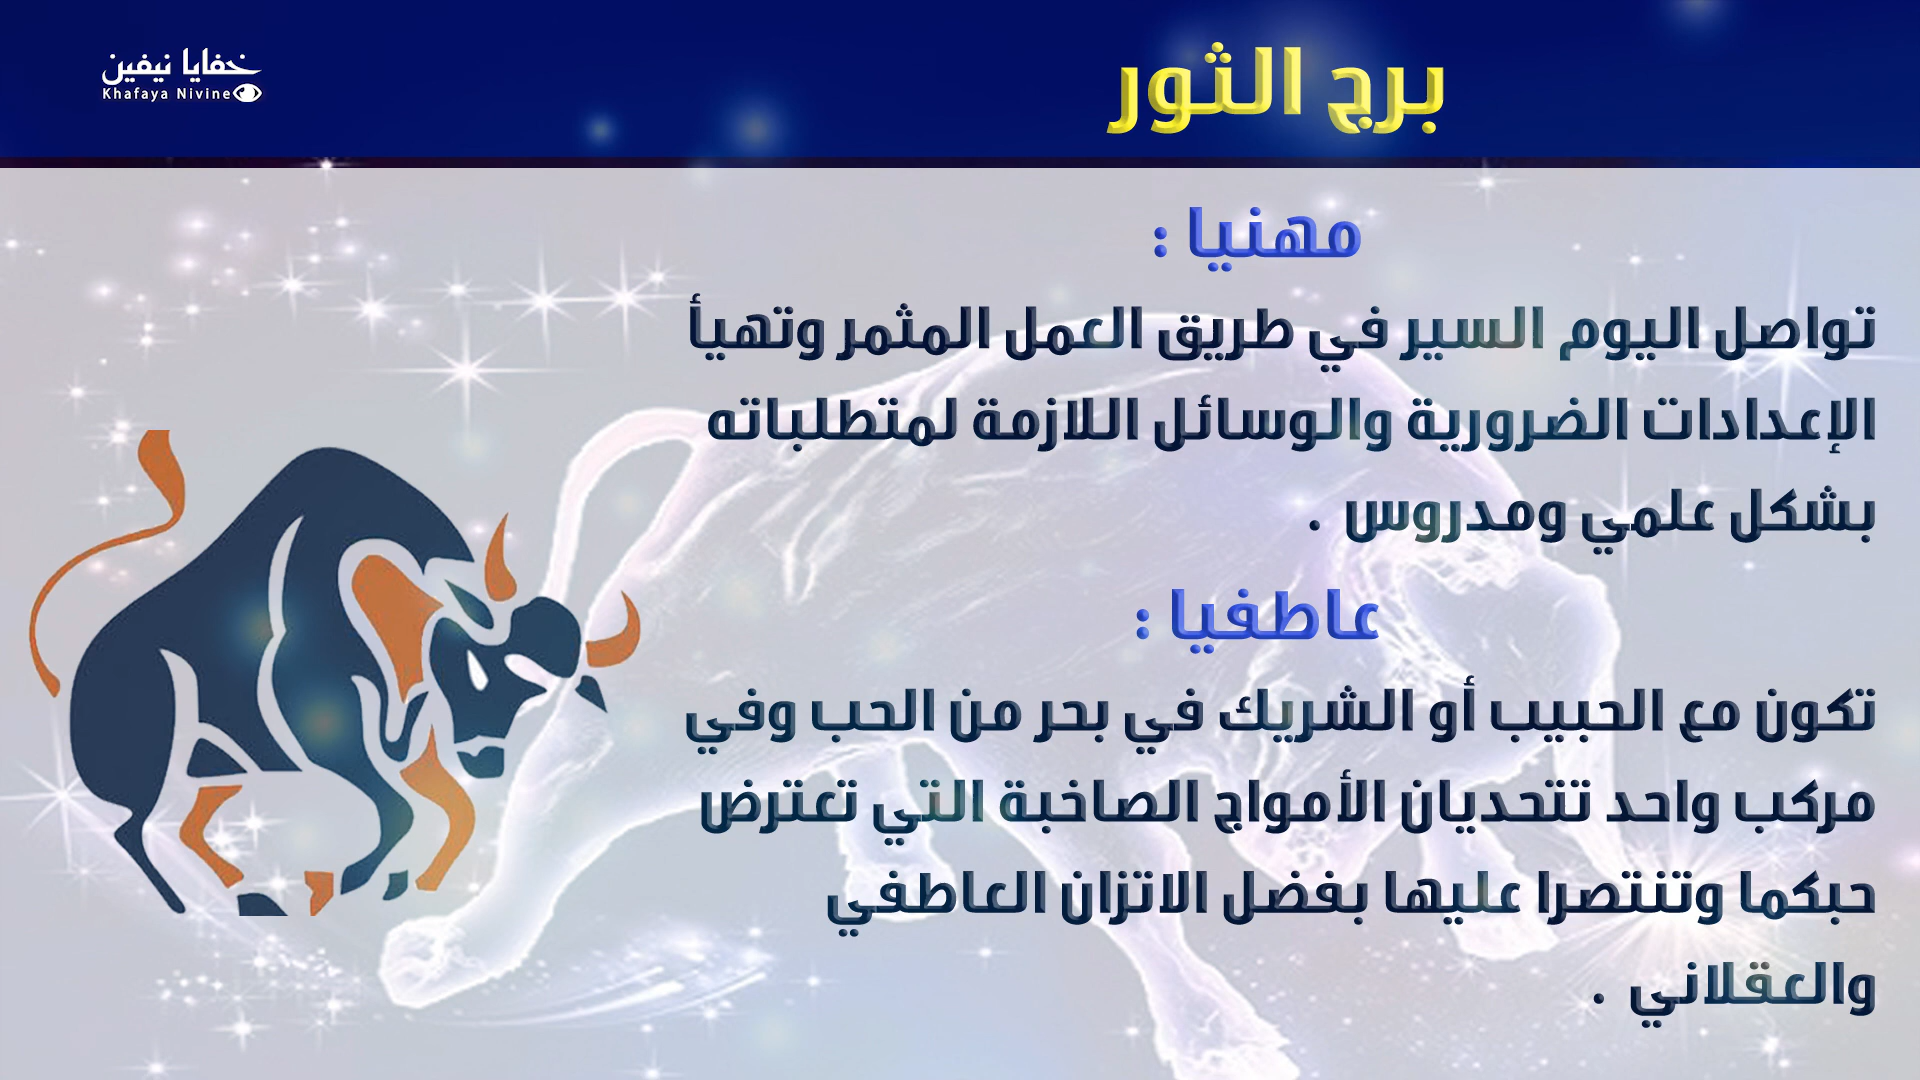 برج الثور
خفايا نيفين
Khafaya Nivine
مهنيا :
تواصل اليوم السير في طريق العمل المثمر وتهيأ
الإعدادات الضرورية والوسائل اللازمة لمتطلباته
بشكل علمي ومدروس .
عاطفيا :
تكون مع الحبيب أو الشريك في بحر من الحب وفي
مركب واحد تتحديان الأمواج الصاخبة التي تعترض
حبكما وتنتصرا عليها بفضل الاتزان العاطفي
والعقلاني .